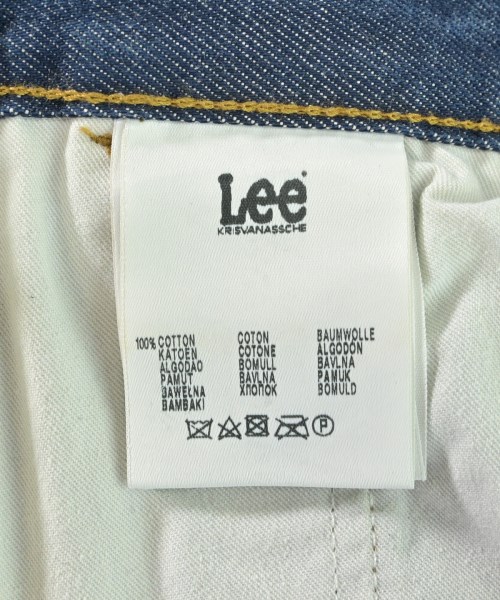 Lee
KRISVANASSCHE
100% COTTON COTON BAUMWOLLE
KATOEN COTONE ALGODON
ALGODAO BOMULL BAVLNA
PAMUT BAVLNA PAMUK
BAWEŁNA ХЛОПОК BOMULD
BAMBAKI
P